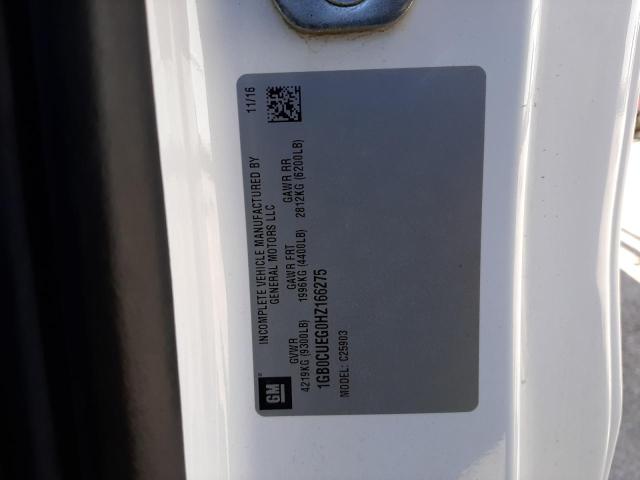 11/16
INCOMPLETE VEHICLE MANUFACTURED BY
GENERAL MOTORS LLC
GVWR GAWR FRT GAWR RR
4219KG (9300LB) 1996KG (4400LB) 2812KG (6200LB)
1GB0CUEG0HZ166275
MODEL: C25903
GM